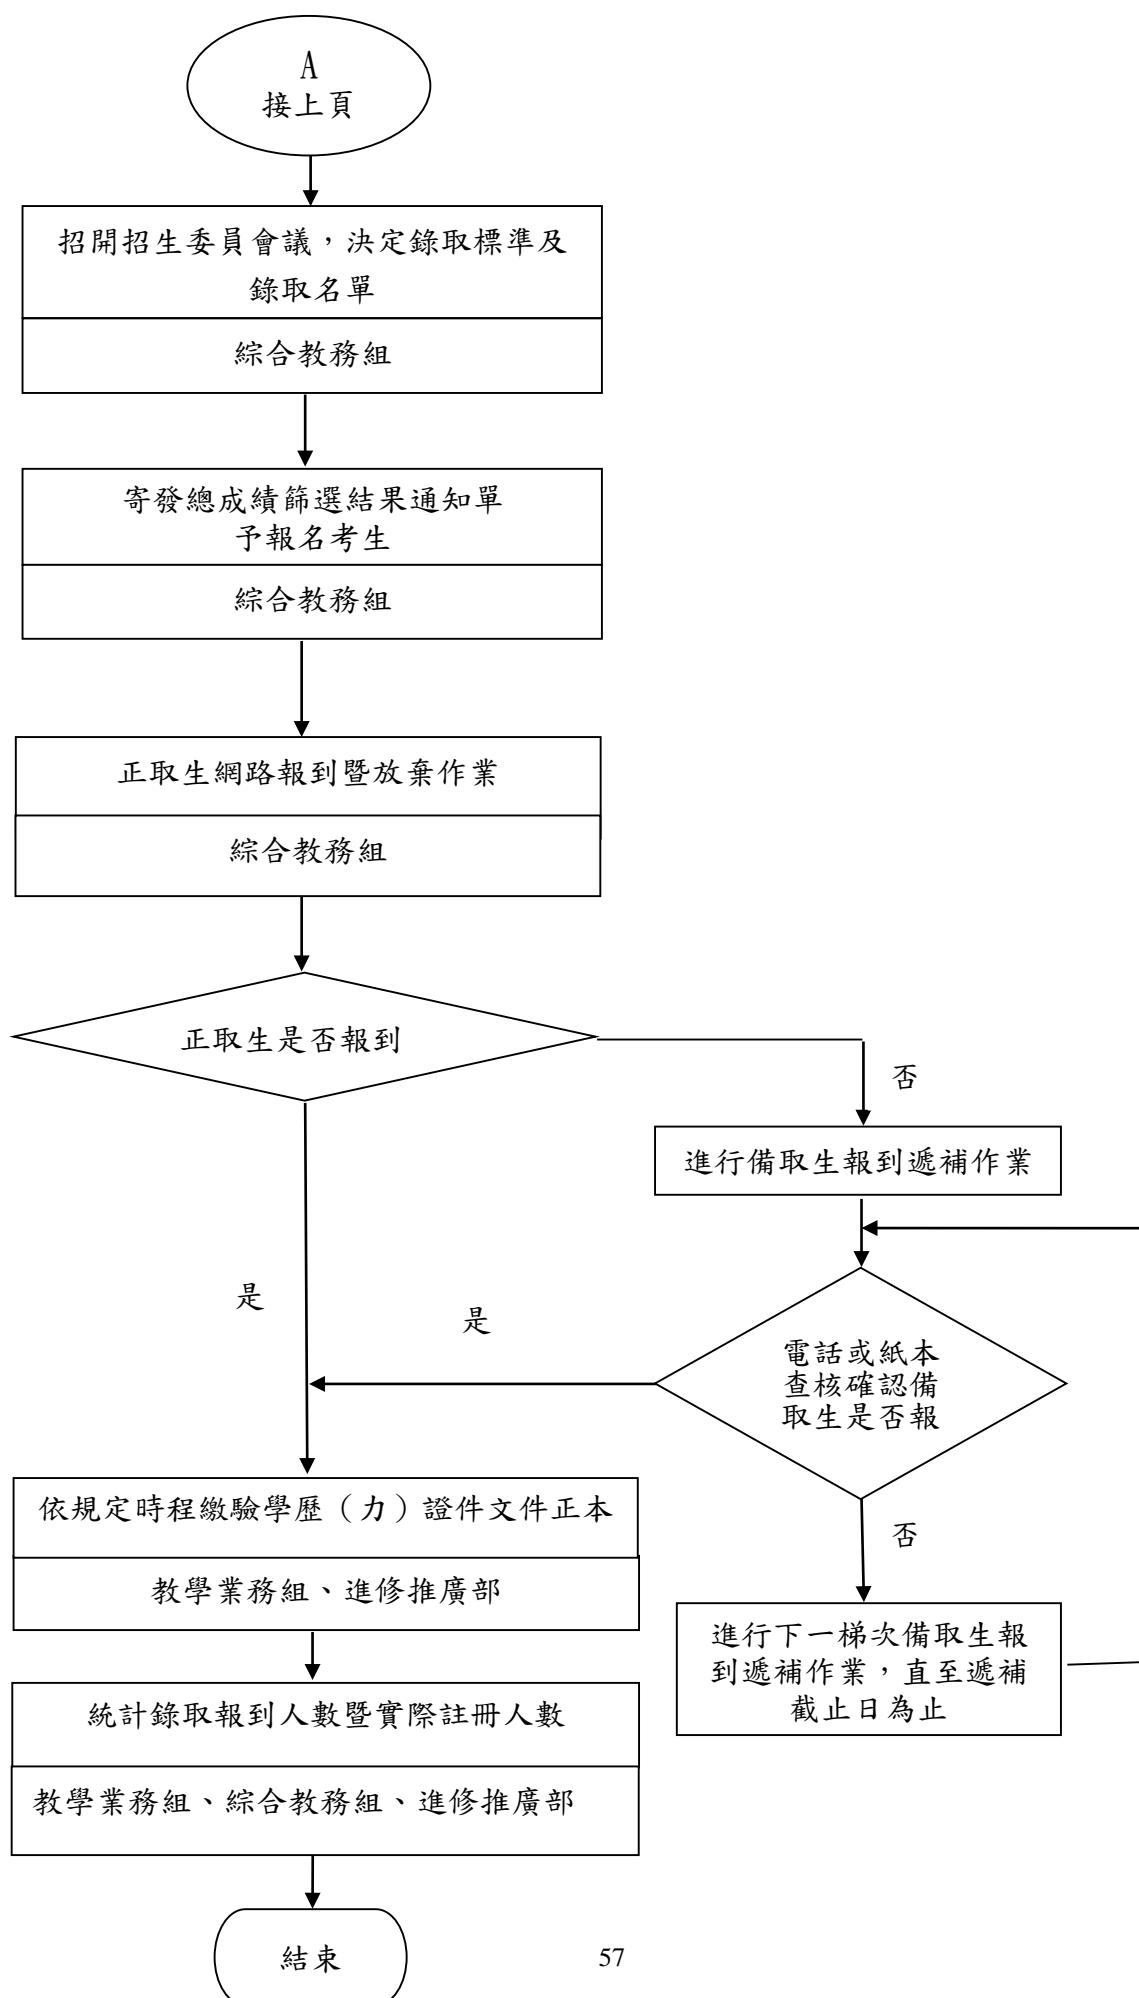 A
接上頁
招開招生委員會議，決定錄取標準及
錄取名單
綜合教務組
寄發總成績篩選結果通知單
予報名考生
綜合教務組
正取生網路報到暨放棄作業
綜合教務組
正取生是否報到
否
進行備取生報到遞補作業
是
是
電話或紙本
查核確認備
取生是否報
否
依規定時程繳驗學歷（力）證件文件正本
教學業務組、進修推廣部
進行下一梯次備取生報
到遞補作業，直至遞補
截止日為止
統計錄取報到人數暨實際註冊人數
教學業務組、綜合教務組、進修推廣部
結束
57